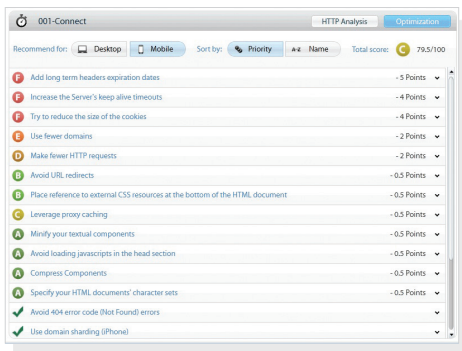 001-Connect HTTP Analysis Optimization
Recommend for: Desktop Mobile Sort by: Priority A-Z Name Total score: C 79.5/100
F Add long term headers expiration dates - 5 Points
F Increase the Server's keep alive timeouts - 4 Points
F Try to reduce the size of the cookies - 4 Points
E Use fewer domains - 2 Points
D Make fewer HTTP requests - 2 Points
B Avoid URL redirects - 0.5 Points
B Place reference to external CSS resources at the bottom of the HTML document - 0.5 Points
C Leverage proxy caching - 0.5 Points
A Minify your textual components - 0.5 Points
A Avoid loading javascripts in the head section - 0.5 Points
A Compress Components - 0.5 Points
A Specify your HTML documents' character sets - 0.5 Points
Avoid 404 error code (Not Found) errors
Use domain sharding (iPhone)